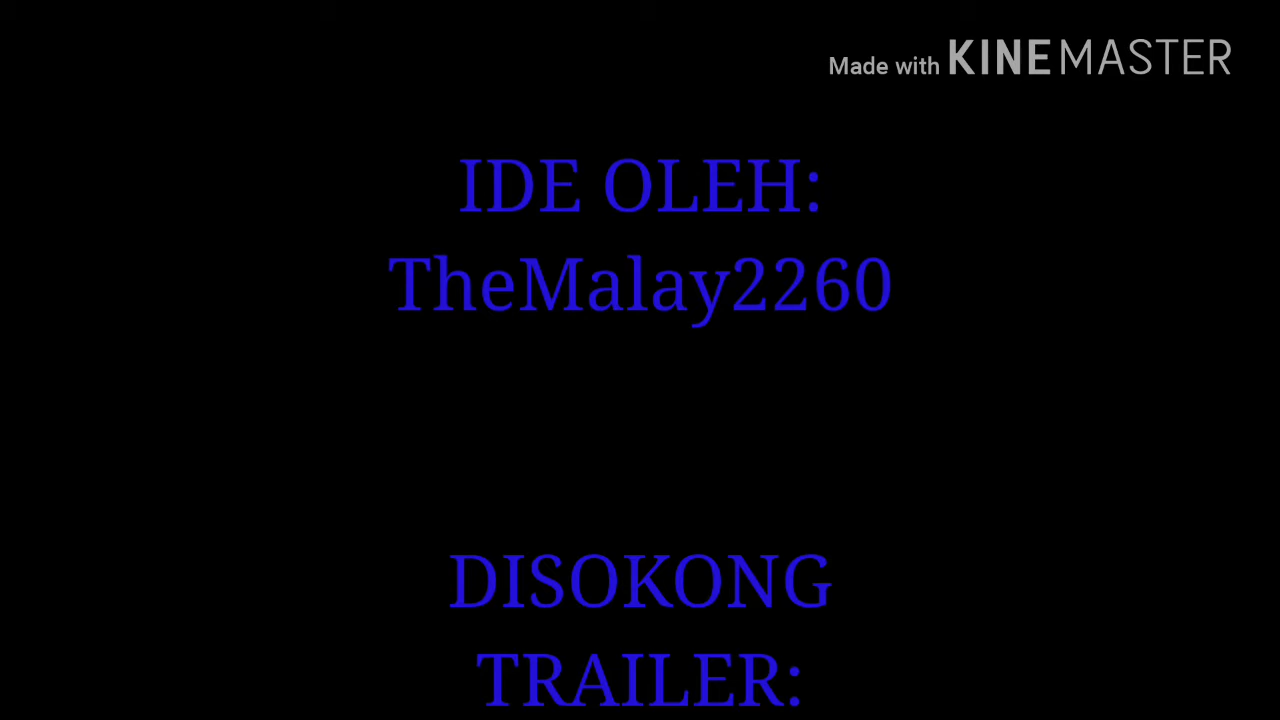 Made with KINEMASTER
IDE OLEH:
TheMalay2260
DISOKONG
TRAILER: